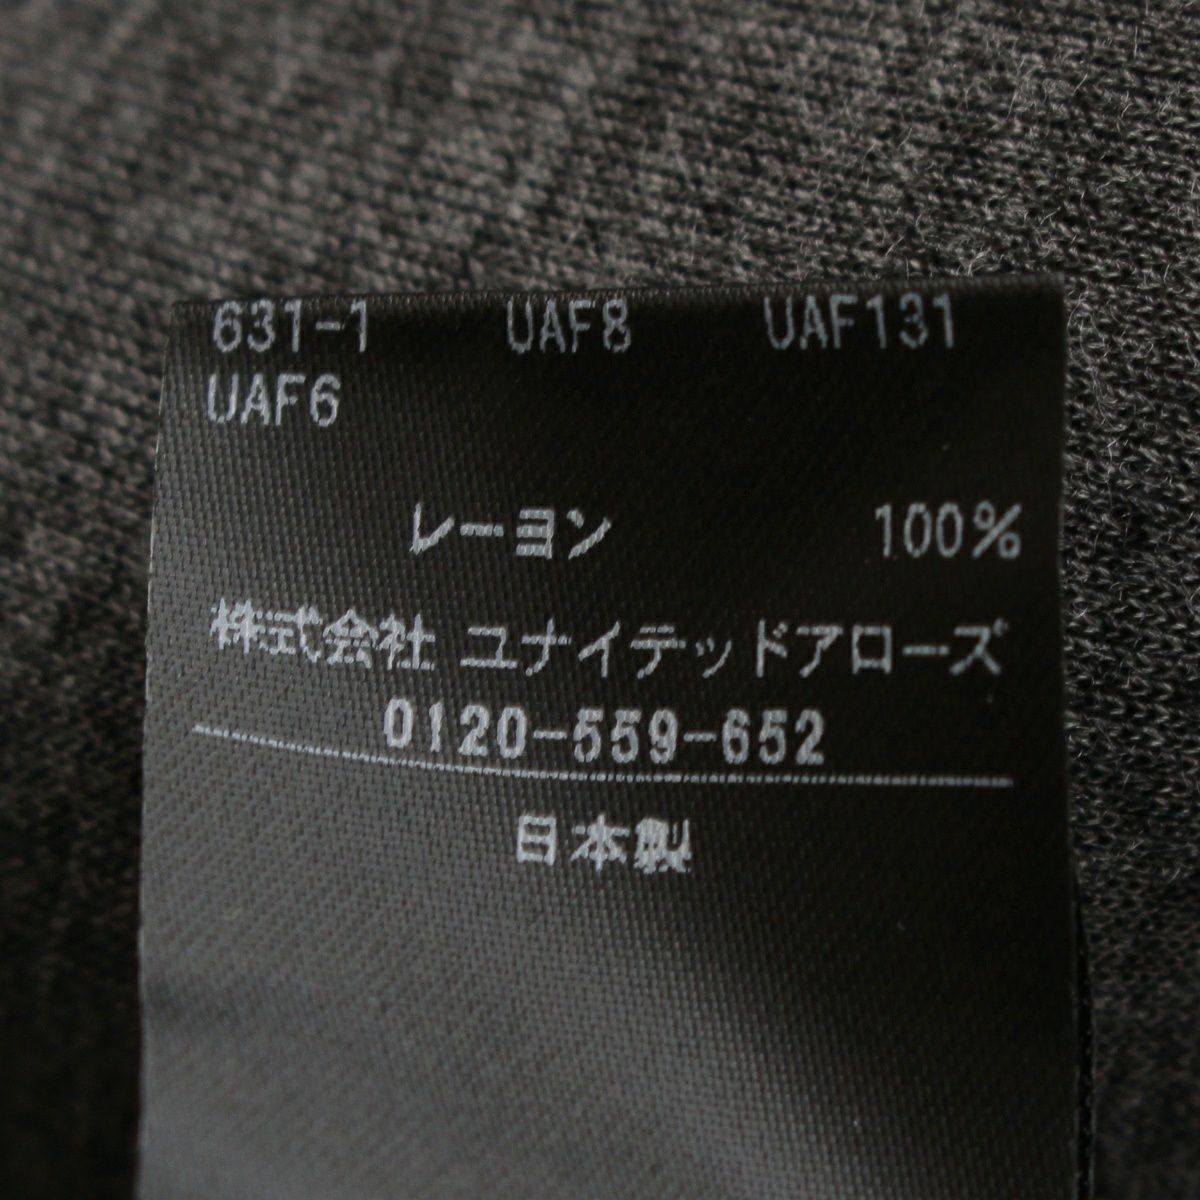 631-1 UAF8 UAF131
UAF6
レーヨン 100%
株式会社 ユナイテッドアローズ
0120-559-652
日本製